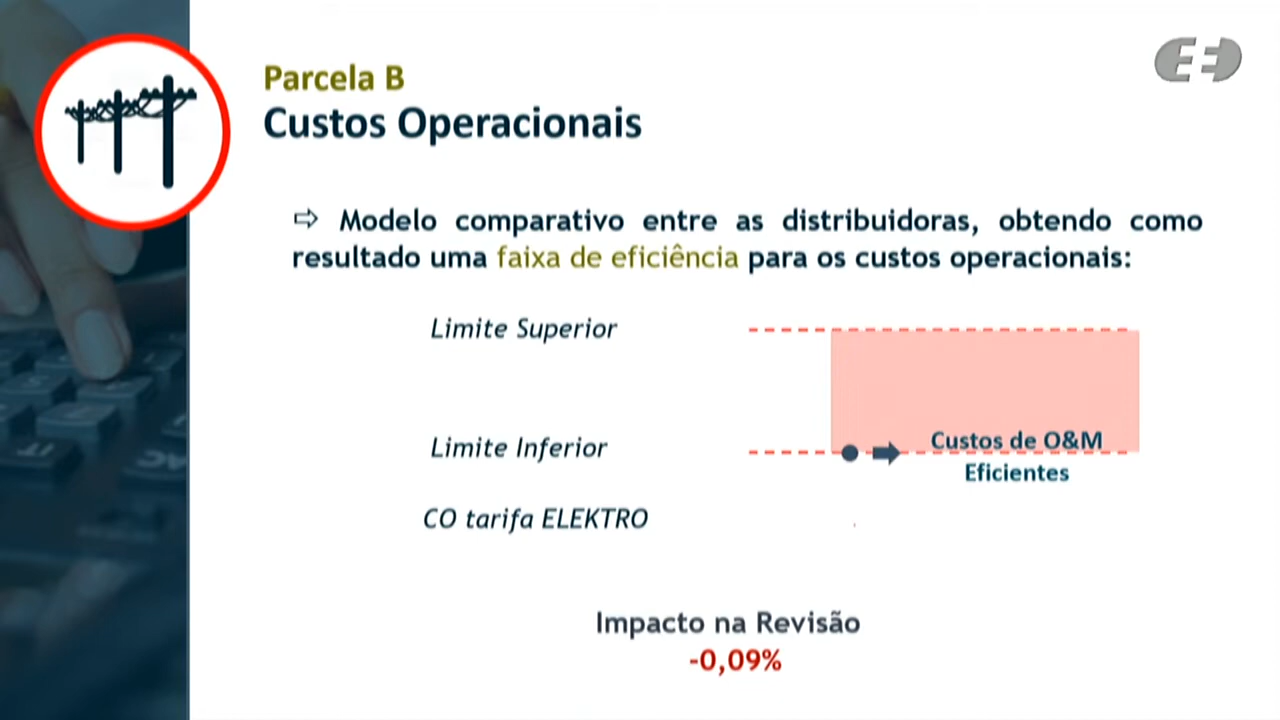 Parcela B
Custos Operacionais
⇨ Modelo comparativo entre as distribuidoras, obtendo como
resultado uma faixa de eficiência para os custos operacionais:
Limite Superior
Limite Inferior
Custos de O&M
Eficientes
CO tarifa ELEKTRO
Impacto na Revisão
-0,09%